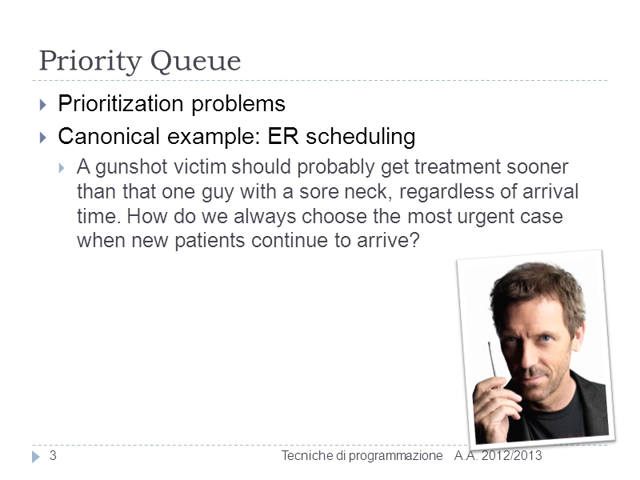 Priority Queue
Prioritization problems
Canonical example: ER scheduling
A gunshot victim should probably get treatment sooner
than that one guy with a sore neck, regardless of arrival
time. How do we always choose the most urgent case
when new patients continue to arrive?
3 Tecniche di programmazione A.A. 2012/2013